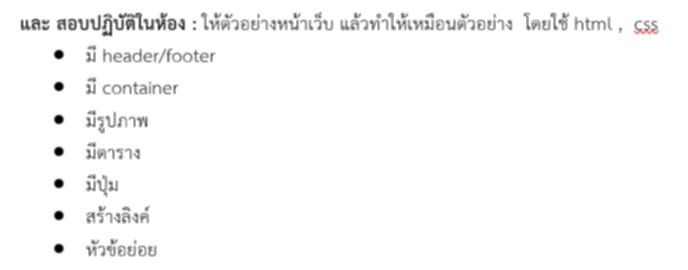 และ สอบปฏิบัติในห้อง : ให้ตัวอย่างหน้าเว็บ แล้วทำให้เหมือนตัวอย่าง โดยใช้ html , css
● มี header/footer
● มี container
● มีรูปภาพ
● มีตาราง
● มีปุ่ม
● สร้างลิงค์
● หัวข้อย่อย